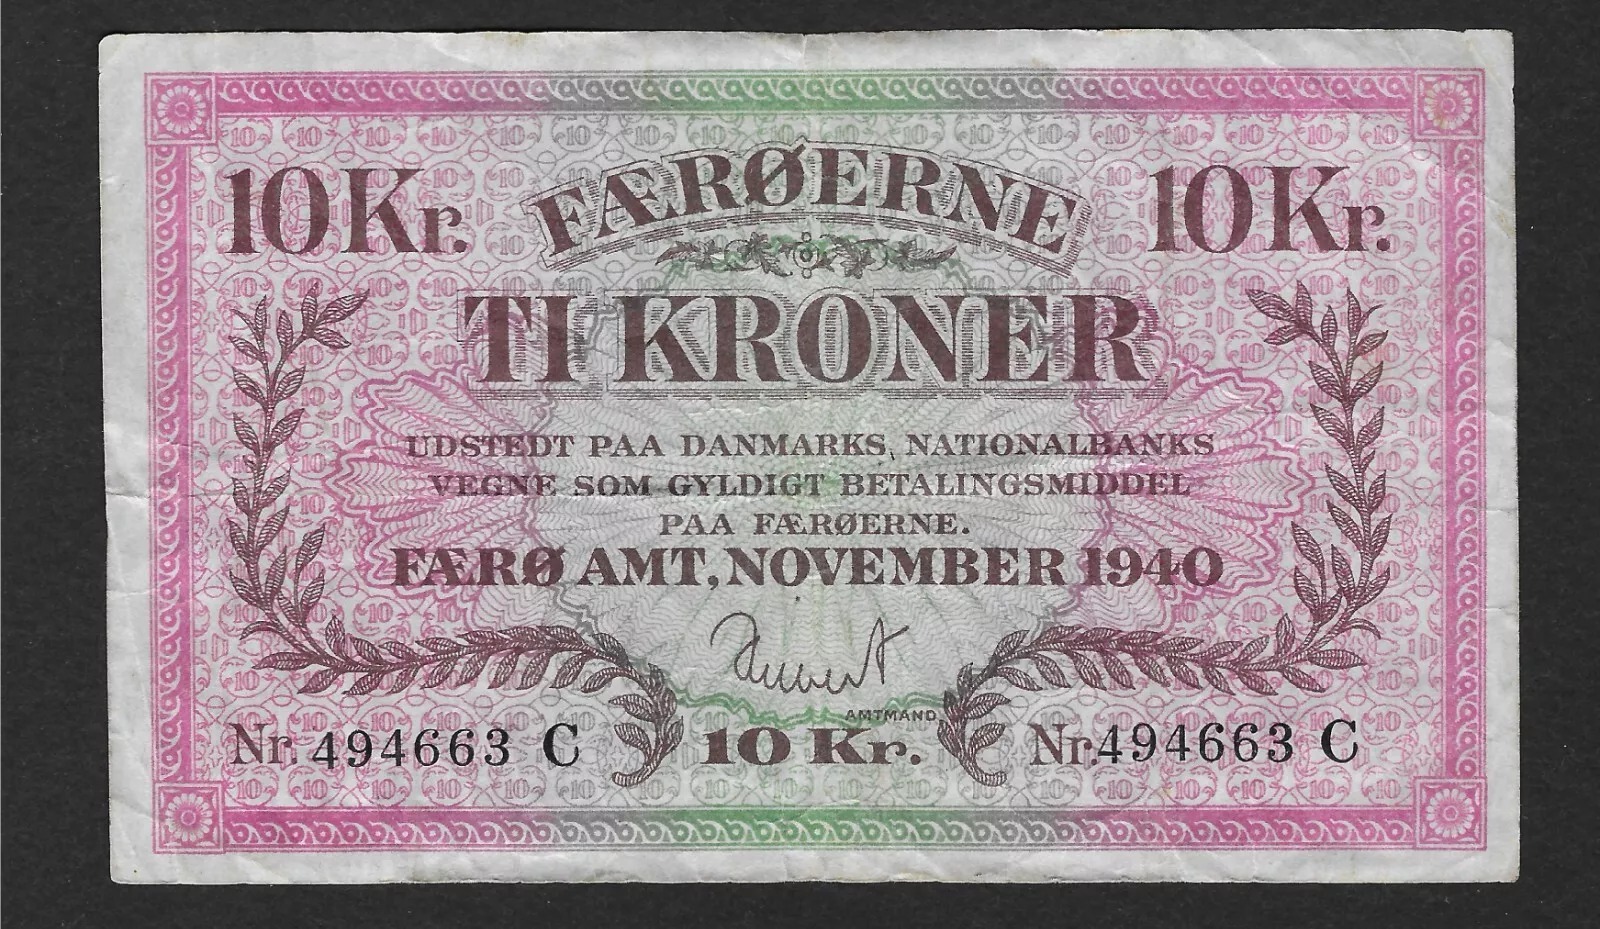 10 Kr. FÆRØERNE 10 Kr.
TI KRONER
UDSTEDT PAA DANMARKS, NATIONALBANKS
VEGNE SOM GYLDIGT BETALINGSMIDDEL
PAA FÆRØERNE.
FÆRØ AMT, NOVEMBER 1940
AMTMAND.
Nr. 494663 C 10 Kr. Nr. 494663 C